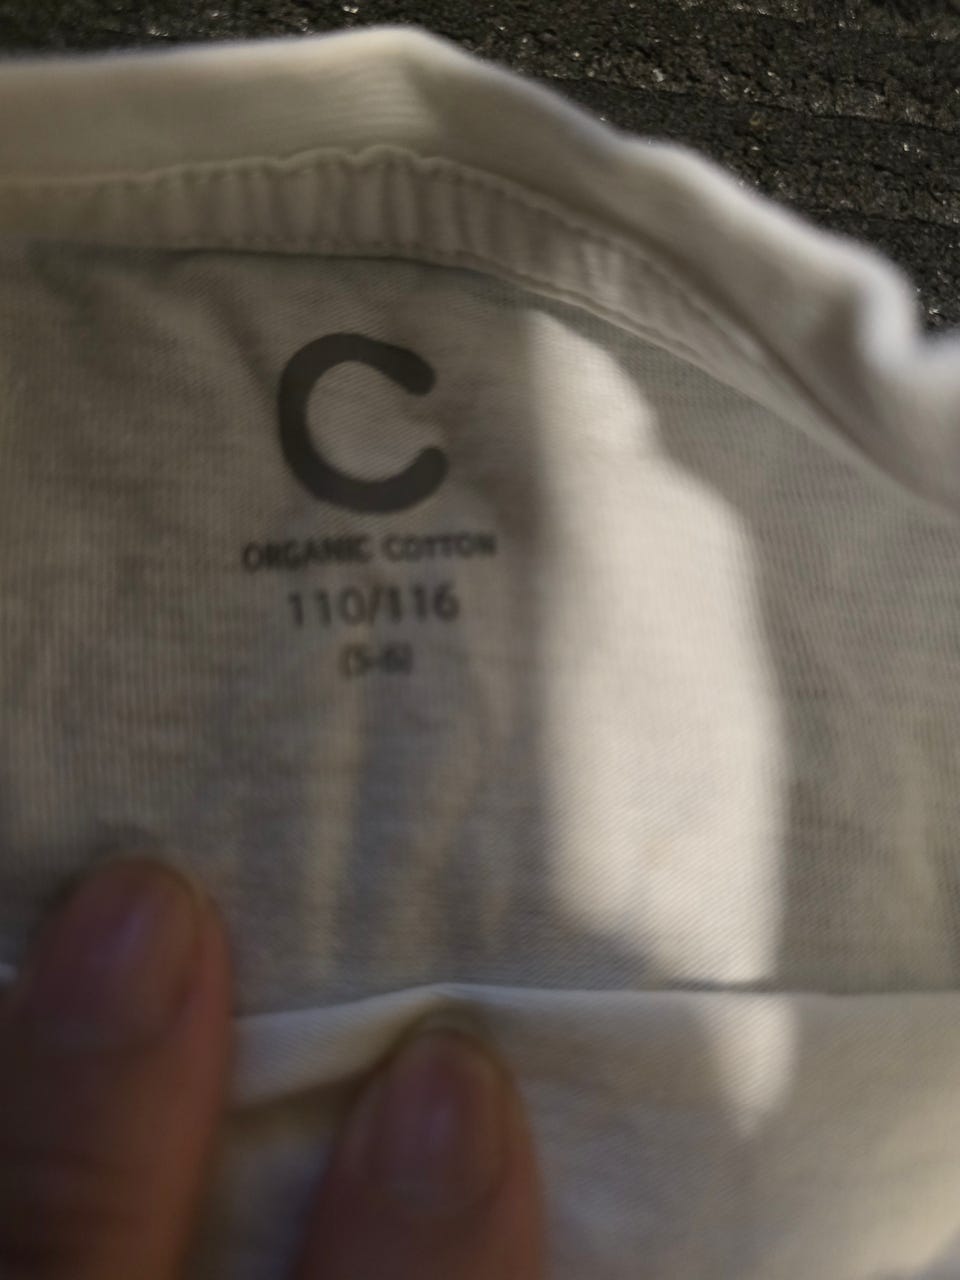 C
ORGANIC COTTON
110/116
(5-6)